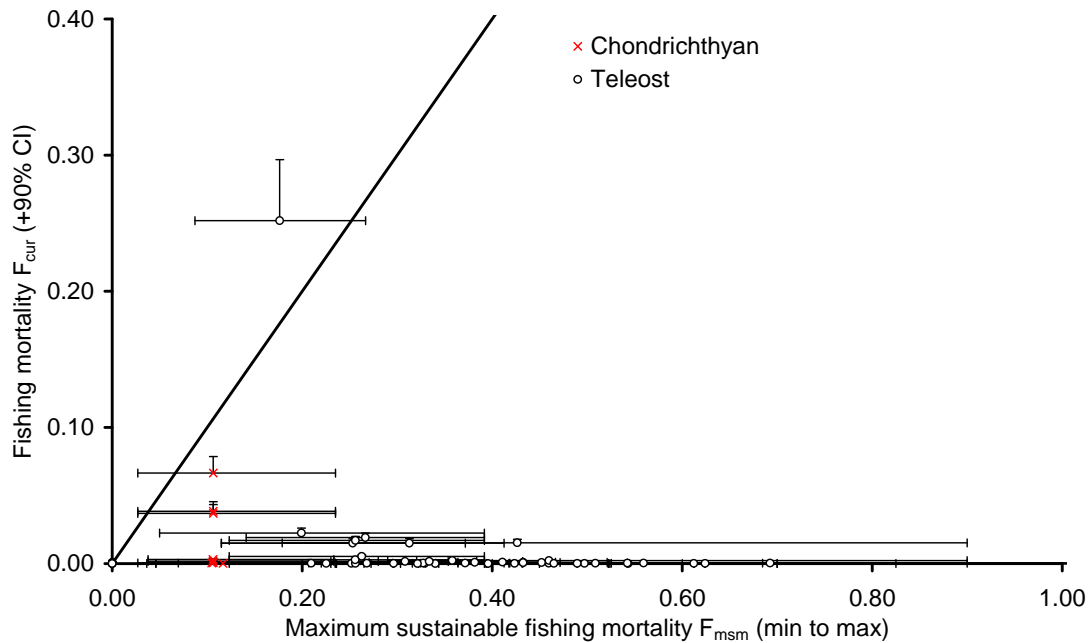 0.40
0.30
0.20
0.10
0.00
Fishing mortality Fcur (+90% CI)
Chondrichthyan
Teleost
0.00 0.20 0.40 0.60 0.80 1.00
Maximum sustainable fishing mortality Fmsm (min to max)